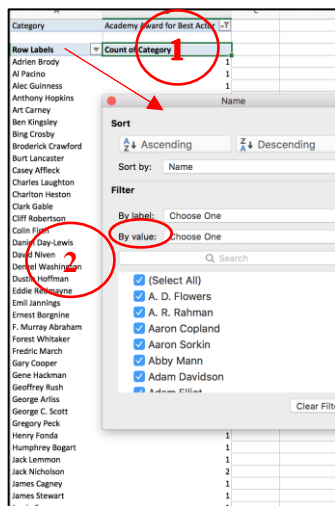 Category Academy Award for Best Actor
1
Row Labels Count of Category
Adrien Brody 1
Al Pacino
Alec Guinness
Anthony Hopkins
Art Carney
Ben Kingsley
Bing Crosby
Broderick Crawford
Burt Lancaster
Casey Affleck
Charles Laughton
Charlton Heston
Clark Gable
Cliff Robertson
Colin Firth
Daniel Day-Lewis
David Niven
Denzel Washington
2
Dustin Hoffman
Eddie Redmayne
Emil Jannings
Ernest Borgnine
F. Murray Abraham
Forest Whitaker
Fredric March
Gary Cooper
Gene Hackman
Geoffrey Rush
George Arliss
George C. Scott
Gregory Peck
Henry Fonda 1
Humphrey Bogart 1
Jack Lemmon 1
Jack Nicholson 2
James Cagney 1
James Stewart 1
Name
Sort
Ascending Descending
Sort by: Name
Filter
By label: Choose One
By value: Choose One
Search
(Select All)
A. D. Flowers
A. R. Rahman
Aaron Copland
Aaron Sorkin
Abby Mann
Adam Davidson
Adam Elliot
Clear Filte